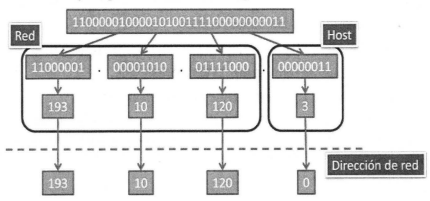 11000001000010100111100000000011
Red Host
11000001 . 00001010 . 01111000 . 00000011
193 10 120 3
Dirección de red
193 10 120 0